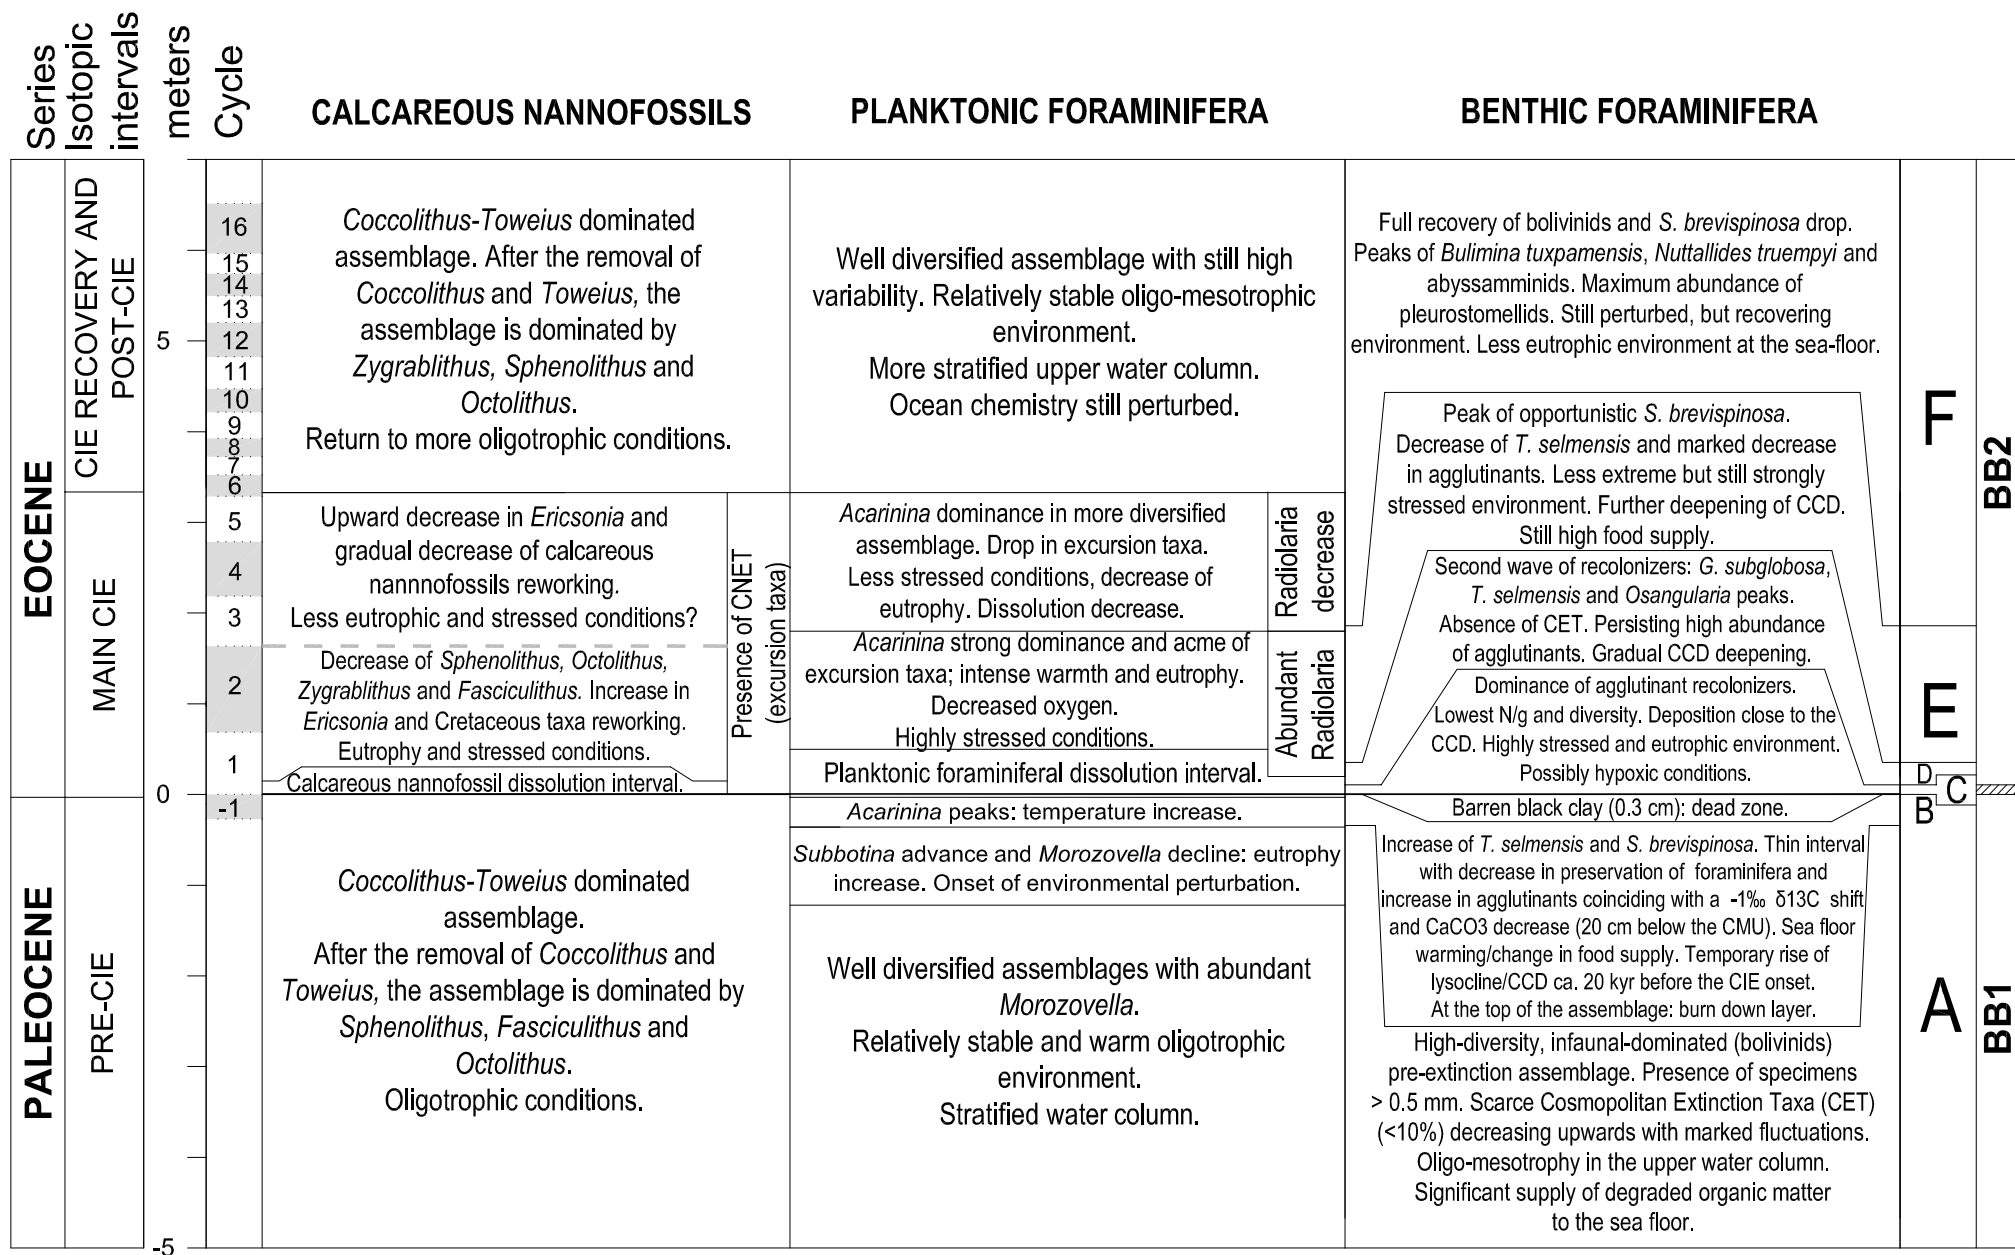 Series
Isotopic
intervals
meters
Cycle
CALCAREOUS NANNOFOSSILS
PLANKTONIC FORAMINIFERA
BENTHIC FORAMINIFERA
EOCENE
PALEOCENE
CIE RECOVERY AND
POST-CIE
MAIN CIE
PRE-CIE
5
0
-5
16
15
14
13
12
11
10
9
8
7
6
5
4
3
2
1
-1
Coccolithus-Toweius dominated
assemblage. After the removal of
Coccolithus and Toweius, the
assemblage is dominated by
Zygrablithus, Sphenolithus and
Octolithus.
Return to more oligotrophic conditions.
Upward decrease in Ericsonia and
gradual decrease of calcareous
nannnofossils reworking.
Less eutrophic and stressed conditions?
Decrease of Sphenolithus, Octolithus,
Zygrablithus and Fasciculithus. Increase in
Ericsonia and Cretaceous taxa reworking.
Eutrophy and stressed conditions.
Calcareous nannofossil dissolution interval.
Presence of CNET
(excursion taxa)
Coccolithus-Toweius dominated
assemblage.
After the removal of Coccolithus and
Toweius, the assemblage is dominated by
Sphenolithus, Fasciculithus and
Octolithus.
Oligotrophic conditions.
Well diversified assemblage with still high
variability. Relatively stable oligo-mesotrophic
environment.
More stratified upper water column.
Ocean chemistry still perturbed.
Acarinina dominance in more diversified
assemblage. Drop in excursion taxa.
Less stressed conditions, decrease of
eutrophy. Dissolution decrease.
Radiolaria
decrease
Acarinina strong dominance and acme of
excursion taxa; intense warmth and eutrophy.
Decreased oxygen.
Highly stressed conditions.
Abundant
Radiolaria
Planktonic foraminiferal dissolution interval.
Acarinina peaks: temperature increase.
Subbotina advance and Morozovella decline: eutrophy
increase. Onset of environmental perturbation.
Well diversified assemblages with abundant
Morozovella.
Relatively stable and warm oligotrophic
environment.
Stratified water column.
Full recovery of bolivinids and S. brevispinosa drop.
Peaks of Bulimina tuxpamensis, Nuttallides truempyi and
abyssamminids. Maximum abundance of
pleurostomellids. Still perturbed, but recovering
environment. Less eutrophic environment at the sea-floor.
Peak of opportunistic S. brevispinosa.
Decrease of T. selmensis and marked decrease
in agglutinants. Less extreme but still strongly
stressed environment. Further deepening of CCD.
Still high food supply.
Second wave of recolonizers: G. subglobosa,
T. selmensis and Osangularia peaks.
Absence of CET. Persisting high abundance
of agglutinants. Gradual CCD deepening.
Dominance of agglutinant recolonizers.
Lowest N/g and diversity. Deposition close to the
CCD. Highly stressed and eutrophic environment.
Possibly hypoxic conditions.
Barren black clay (0.3 cm): dead zone.
Increase of T. selmensis and S. brevispinosa. Thin interval
with decrease in preservation of foraminifera and
increase in agglutinants coinciding with a -1‰ δ13C shift
and CaCO3 decrease (20 cm below the CMU). Sea floor
warming/change in food supply. Temporary rise of
lysocline/CCD ca. 20 kyr before the CIE onset.
At the top of the assemblage: burn down layer.
High-diversity, infaunal-dominated (bolivinids)
pre-extinction assemblage. Presence of specimens
> 0.5 mm. Scarce Cosmopolitan Extinction Taxa (CET)
(<10%) decreasing upwards with marked fluctuations.
Oligo-mesotrophy in the upper water column.
Significant supply of degraded organic matter
to the sea floor.
F
E
D
C
B
A
BB2
BB1